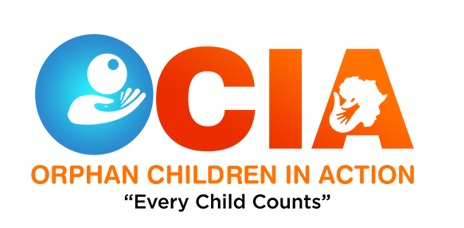 OCIA
ORPHAN CHILDREN IN ACTION
“Every Child Counts”